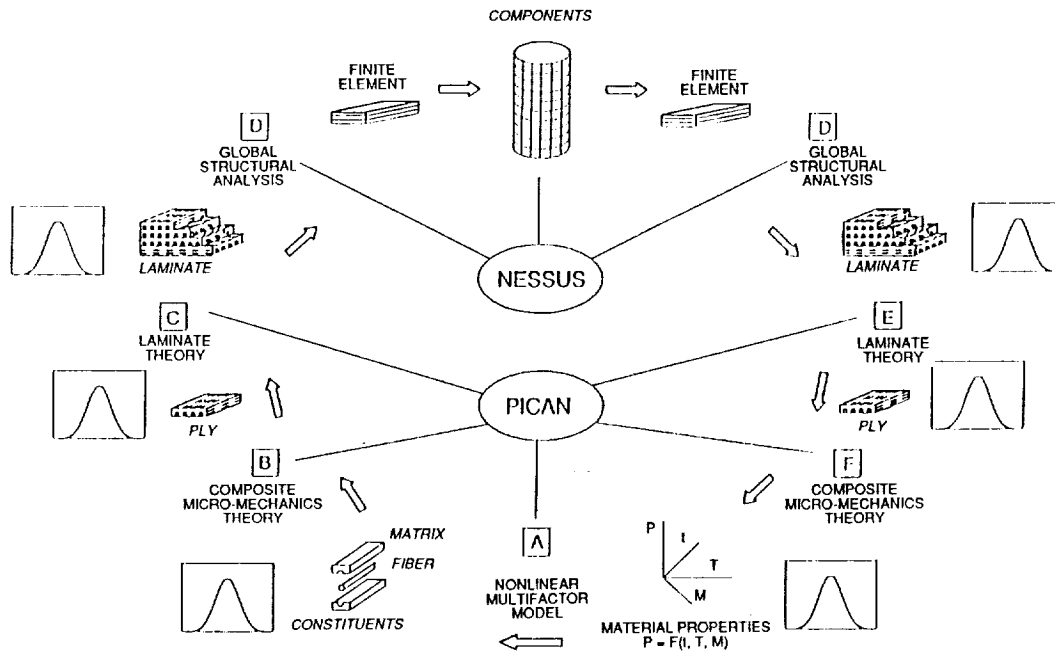 COMPONENTS
FINITE
ELEMENT
FINITE
ELEMENT
D
GLOBAL
STRUCTURAL
ANALYSIS
D
GLOBAL
STRUCTURAL
ANALYSIS
LAMINATE
NESSUS
LAMINATE
C
LAMINATE
THEORY
E
LAMINATE
THEORY
PLY
PICAN
PLY
B
COMPOSITE
MICRO-MECHANICS
THEORY
F
COMPOSITE
MICRO-MECHANICS
THEORY
MATRIX
FIBER
CONSTITUENTS
A
NONLINEAR
MULTIFACTOR
MODEL
P
t
T
M
MATERIAL PROPERTIES
P = F(t, T, M)